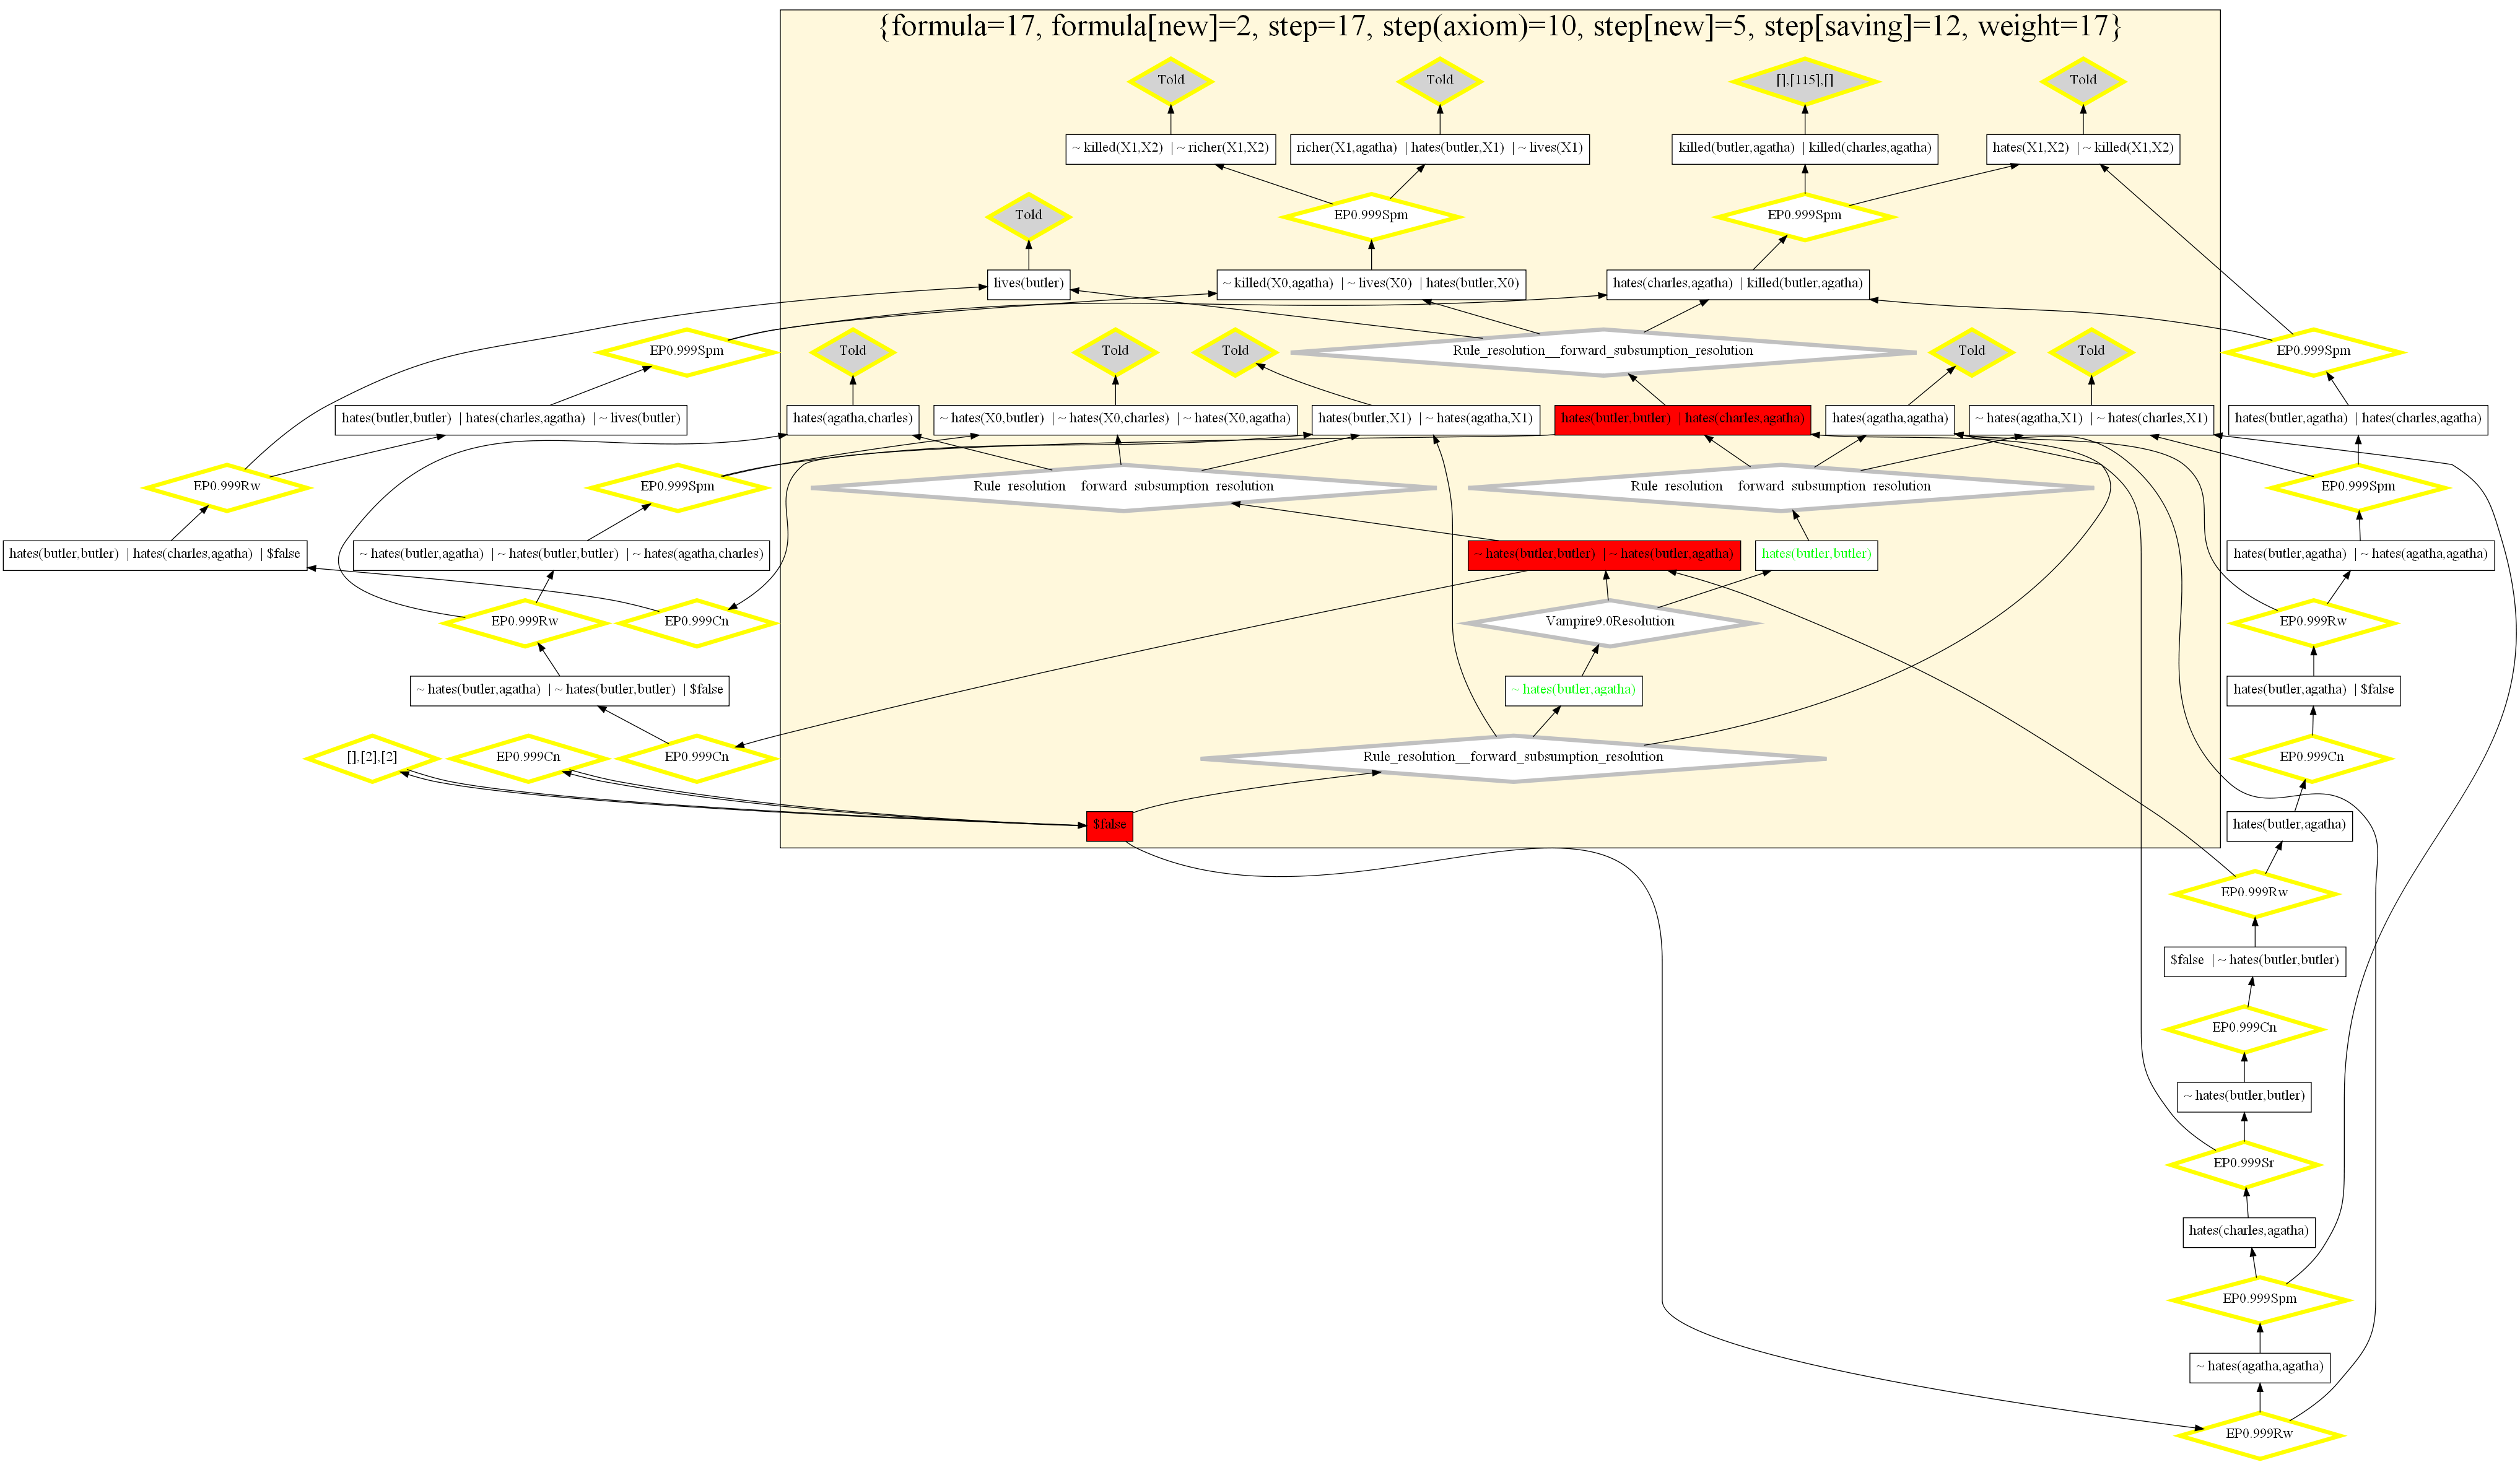 {formula=17, formula[new]=2, step=17, step(axiom)=10, step[new]=5, step[saving]=12, weight=17}
Told
Told
[],[115],[]
Told
~ killed(X1,X2) | ~ richer(X1,X2)
richer(X1,agatha) | hates(butler,X1) | ~ lives(X1)
killed(butler,agatha) | killed(charles,agatha)
hates(X1,X2) | ~ killed(X1,X2)
Told
EP0.999Spm
EP0.999Spm
lives(butler)
~ killed(X0,agatha) | ~ lives(X0) | hates(butler,X0)
hates(charles,agatha) | killed(butler,agatha)
EP0.999Spm
Told
Told
Told
Rule_resolution__forward_subsumption_resolution
Told
Told
EP0.999Spm
hates(butler,butler) | hates(charles,agatha) | ~ lives(butler)
hates(agatha,charles)
~ hates(X0,butler) | ~ hates(X0,charles) | ~ hates(X0,agatha)
hates(butler,X1) | ~ hates(agatha,X1)
hates(butler,butler) | hates(charles,agatha)
hates(agatha,agatha)
~ hates(agatha,X1) | ~ hates(charles,X1)
hates(butler,agatha) | hates(charles,agatha)
EP0.999Rw
EP0.999Spm
Rule_resolution__forward_subsumption_resolution
Rule_resolution__forward_subsumption_resolution
EP0.999Spm
hates(butler,butler) | hates(charles,agatha) | $false
~ hates(butler,agatha) | ~ hates(butler,butler) | ~ hates(agatha,charles)
~ hates(butler,butler) | ~ hates(butler,agatha)
hates(butler,butler)
hates(butler,agatha) | ~ hates(agatha,agatha)
EP0.999Rw
EP0.999Cn
Vampire9.0Resolution
EP0.999Rw
~ hates(butler,agatha) | ~ hates(butler,butler) | $false
~ hates(butler,agatha)
hates(butler,agatha) | $false
[],[2],[2]
EP0.999Cn
EP0.999Cn
Rule_resolution__forward_subsumption_resolution
EP0.999Cn
$false
hates(butler,agatha)
EP0.999Rw
$false | ~ hates(butler,butler)
EP0.999Cn
~ hates(butler,butler)
EP0.999Sr
hates(charles,agatha)
EP0.999Spm
~ hates(agatha,agatha)
EP0.999Rw